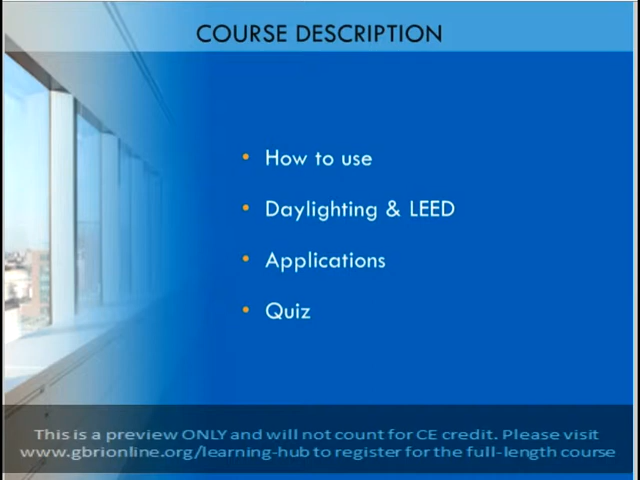 COURSE DESCRIPTION
• How to use
• Daylighting & LEED
• Applications
• Quiz
This is a preview ONLY and will not count for CE credit. Please visit
www.gbrionline.org/learning-hub to register for the full-length course